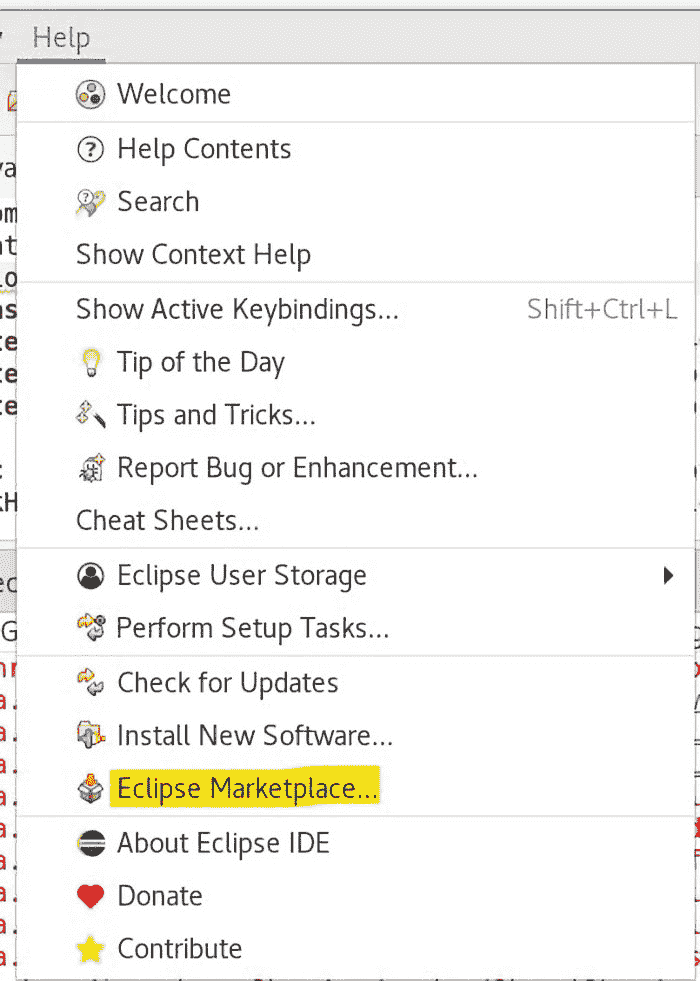 Help
Welcome
Help Contents
Search
Show Context Help
Show Active Keybindings... Shift+Ctrl+L
Tip of the Day
Tips and Tricks...
Report Bug or Enhancement...
Cheat Sheets...
Eclipse User Storage
Perform Setup Tasks...
Check for Updates
Install New Software...
Eclipse Marketplace...
About Eclipse IDE
Donate
Contribute